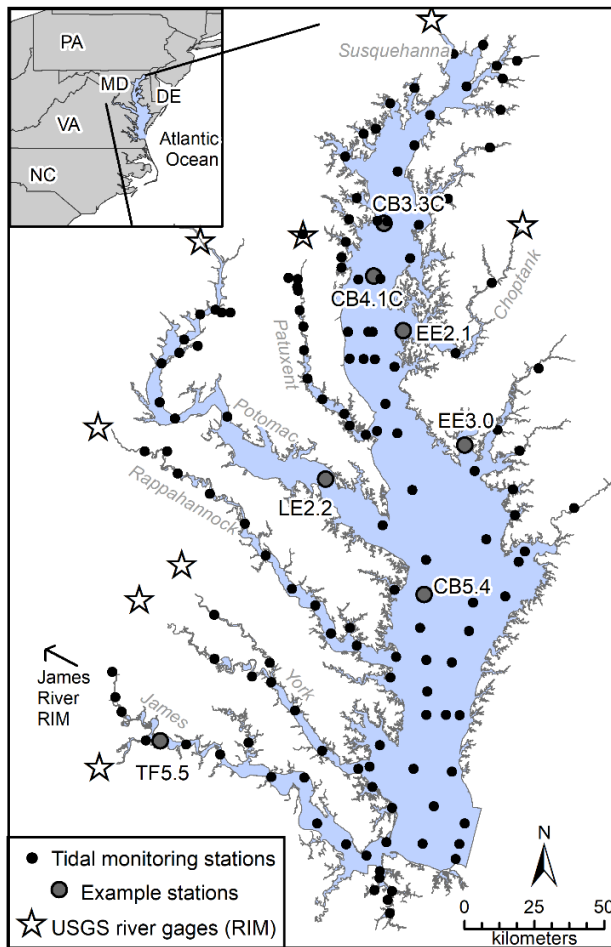 PA
MD
DE
VA
Atlantic
Ocean
NC
Susquehanna
CB3.3C
Choptank
CB4.1C
EE2.1
Patuxent
EE3.0
Potomac
LE2.2
Rappahannock
CB5.4
James
River
RIM
York
James
TF5.5
N
Tidal monitoring stations
Example stations
USGS river gages (RIM)
0 25 50
kilometers